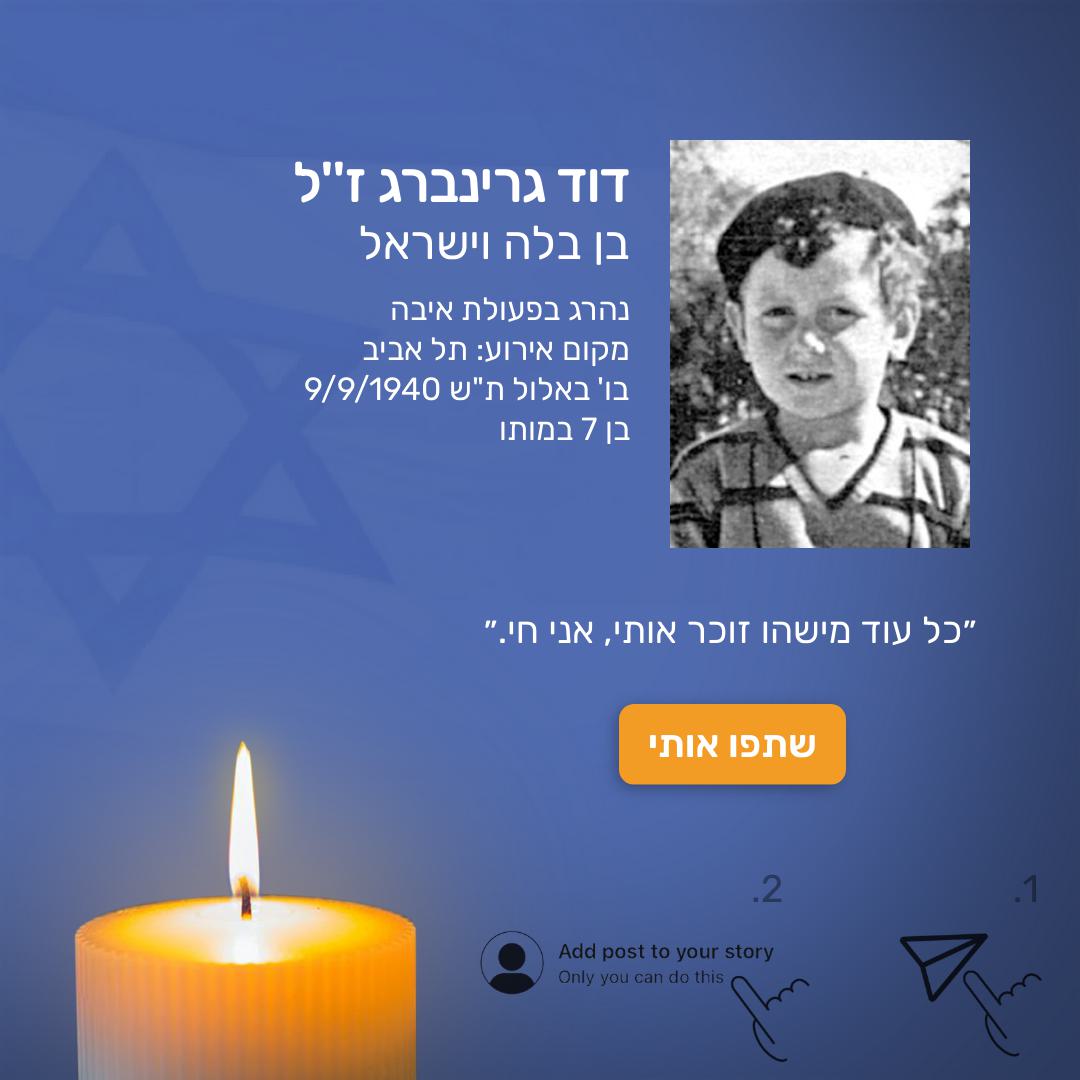 דוד גרינברג ז"ל
בן בלה וישראל
נהרג בפעולת איבה
מקום אירוע: תל אביב
בו' באלול ת"ש 9/9/1940
בן 7 במותו
״כל עוד מישהו זוכר אותי, אני חי.״
שתפו אותי
1.
2.
Add post to your story
Only you can do this